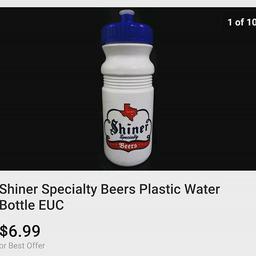 1 of 10
Shiner
Specialty
Beers
Shiner Specialty Beers Plastic Water
Bottle EUC
$6.99
or Best Offer